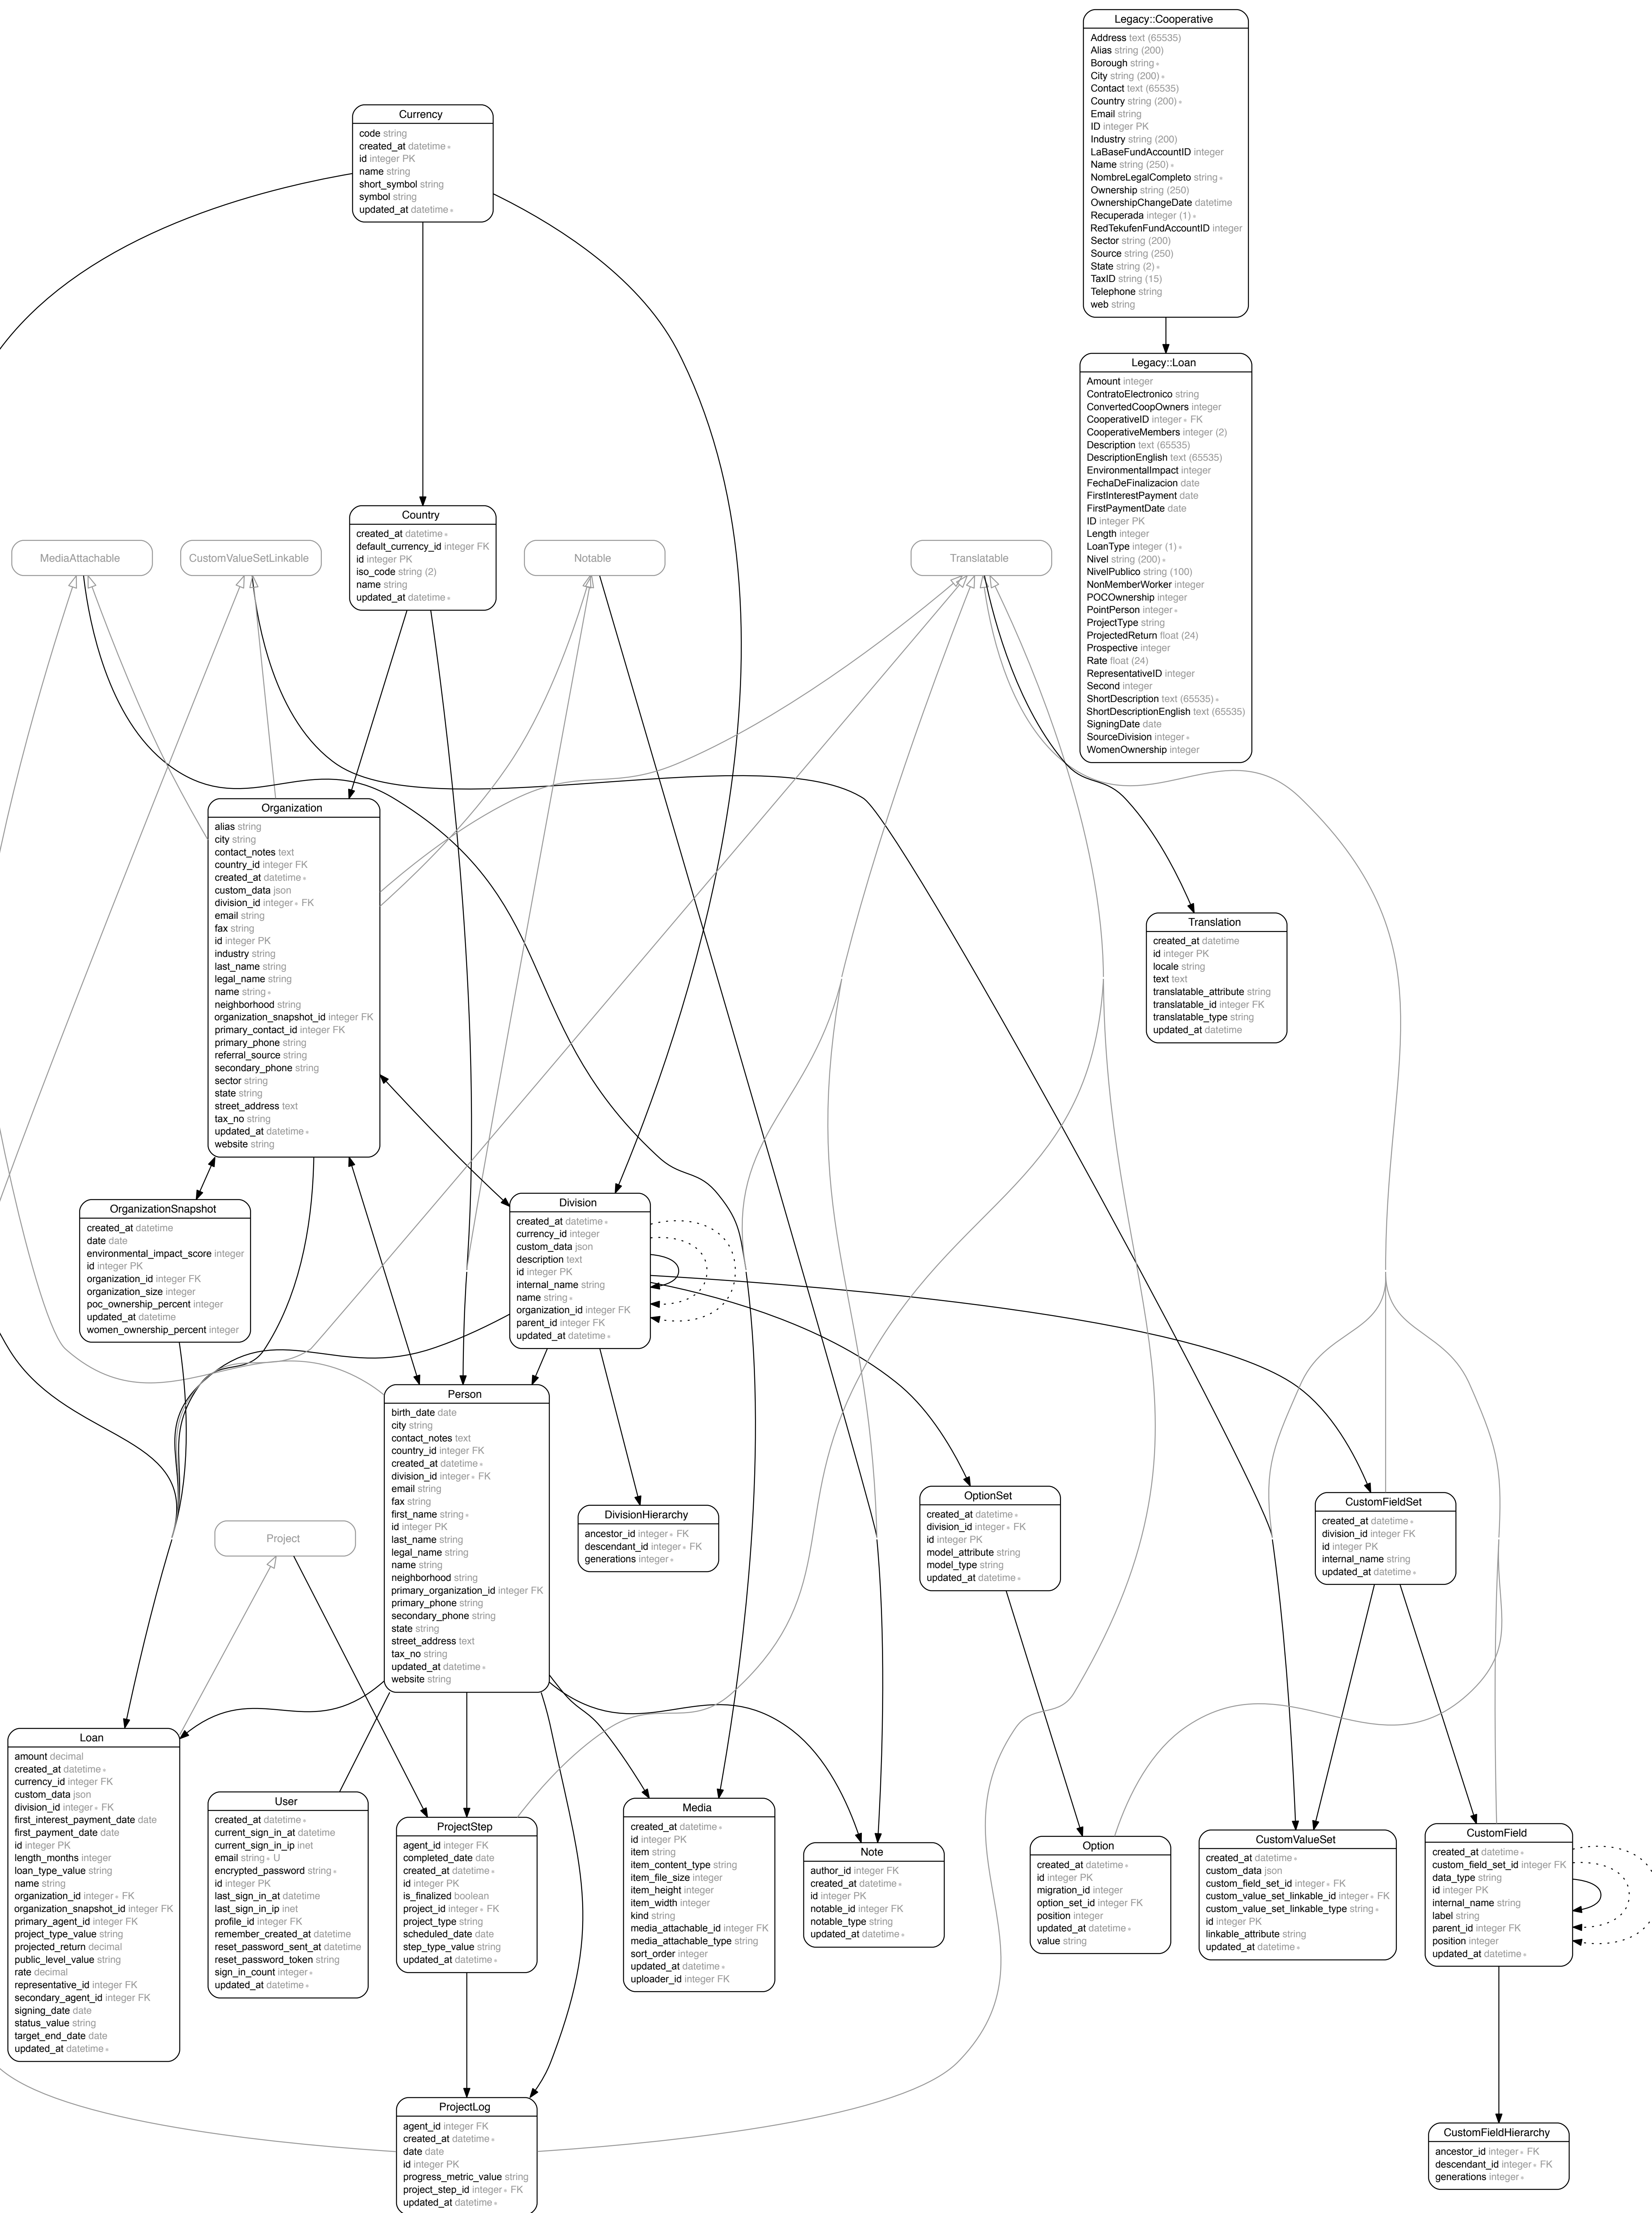 Legacy::Cooperative
Address text (65535)
Alias string (200)
Borough string ∗
City string (200) ∗
Contact text (65535)
Country string (200) ∗
Email string
ID integer PK
Industry string (200)
LaBaseFundAccountID integer
Name string (250) ∗
NombreLegalCompleto string ∗
Ownership string (250)
OwnershipChangeDate datetime
Recuperada integer (1) ∗
RedTekufenFundAccountID integer
Sector string (200)
Source string (250)
State string (2) ∗
TaxID string (15)
Telephone string
web string
Currency
code string
created_at datetime ∗
id integer PK
name string
short_symbol string
symbol string
updated_at datetime ∗
Legacy::Loan
Amount integer
ContratoElectronico string
ConvertedCoopOwners integer
CooperativeID integer ∗ FK
CooperativeMembers integer (2)
Description text (65535)
DescriptionEnglish text (65535)
EnvironmentalImpact integer
FechaDeFinalizacion date
FirstInterestPayment date
FirstPaymentDate date
ID integer PK
Length integer
LoanType integer (1) ∗
Nivel string (200) ∗
NivelPublico string (100)
NonMemberWorker integer
POCOwnership integer
PointPerson integer ∗
ProjectType string
ProjectedReturn float (24)
Prospective integer
Rate float (24)
RepresentativeID integer
Second integer
ShortDescription text (65535) ∗
ShortDescriptionEnglish text (65535)
SigningDate date
SourceDivision integer ∗
WomenOwnership integer
Country
created_at datetime ∗
default_currency_id integer FK
id integer PK
iso_code string (2)
name string
updated_at datetime ∗
MediaAttachable
CustomValueSetLinkable
Notable
Translatable
Organization
alias string
city string
contact_notes text
country_id integer FK
created_at datetime ∗
custom_data json
division_id integer ∗ FK
email string
fax string
id integer PK
industry string
last_name string
legal_name string
name string ∗
neighborhood string
organization_snapshot_id integer FK
primary_contact_id integer FK
primary_phone string
referral_source string
secondary_phone string
sector string
state string
street_address text
tax_no string
updated_at datetime ∗
website string
Translation
created_at datetime
id integer PK
locale string
text text
translatable_attribute string
translatable_id integer FK
translatable_type string
updated_at datetime
OrganizationSnapshot
created_at datetime
date date
environmental_impact_score integer
id integer PK
organization_id integer FK
organization_size integer
poc_ownership_percent integer
updated_at datetime
women_ownership_percent integer
Division
created_at datetime ∗
currency_id integer
custom_data json
description text
id integer PK
internal_name string
name string ∗
organization_id integer FK
parent_id integer FK
updated_at datetime ∗
Person
birth_date date
city string
contact_notes text
country_id integer FK
created_at datetime ∗
division_id integer ∗ FK
email string
fax string
first_name string ∗
id integer PK
last_name string
legal_name string
name string
neighborhood string
primary_organization_id integer FK
primary_phone string
secondary_phone string
state string
street_address text
tax_no string
updated_at datetime ∗
website string
DivisionHierarchy
ancestor_id integer ∗ FK
descendant_id integer ∗ FK
generations integer ∗
OptionSet
created_at datetime ∗
division_id integer ∗ FK
id integer PK
model_attribute string
model_type string
updated_at datetime ∗
CustomFieldSet
created_at datetime ∗
division_id integer FK
id integer PK
internal_name string
updated_at datetime ∗
Project
Loan
amount decimal
created_at datetime ∗
currency_id integer FK
custom_data json
division_id integer ∗ FK
first_interest_payment_date date
first_payment_date date
id integer PK
length_months integer
loan_type_value string
name string
organization_id integer ∗ FK
organization_snapshot_id integer FK
primary_agent_id integer FK
project_type_value string
projected_return decimal
public_level_value string
rate decimal
representative_id integer FK
secondary_agent_id integer FK
signing_date date
status_value string
target_end_date date
updated_at datetime ∗
User
created_at datetime ∗
current_sign_in_at datetime
current_sign_in_ip inet
email string ∗ U
encrypted_password string ∗
id integer PK
last_sign_in_at datetime
last_sign_in_ip inet
profile_id integer FK
remember_created_at datetime
reset_password_sent_at datetime
reset_password_token string
sign_in_count integer ∗
updated_at datetime ∗
ProjectStep
agent_id integer FK
completed_date date
created_at datetime ∗
id integer PK
is_finalized boolean
project_id integer ∗ FK
project_type string
scheduled_date date
step_type_value string
updated_at datetime ∗
Media
created_at datetime ∗
id integer PK
item string
item_content_type string
item_file_size integer
item_height integer
item_width integer
kind string
media_attachable_id integer FK
media_attachable_type string
sort_order integer
updated_at datetime ∗
uploader_id integer FK
Note
author_id integer FK
created_at datetime ∗
id integer PK
notable_id integer FK
notable_type string
updated_at datetime ∗
Option
created_at datetime ∗
id integer PK
migration_id integer
option_set_id integer FK
position integer
updated_at datetime ∗
value string
CustomValueSet
created_at datetime ∗
custom_data json
custom_field_set_id integer ∗ FK
custom_value_set_linkable_id integer ∗ FK
custom_value_set_linkable_type string ∗
id integer PK
linkable_attribute string
updated_at datetime ∗
CustomField
created_at datetime ∗
custom_field_set_id integer FK
data_type string
id integer PK
internal_name string
label string
parent_id integer FK
position integer
updated_at datetime ∗
ProjectLog
agent_id integer FK
created_at datetime ∗
date date
id integer PK
progress_metric_value string
project_step_id integer ∗ FK
updated_at datetime ∗
CustomFieldHierarchy
ancestor_id integer ∗ FK
descendant_id integer ∗ FK
generations integer ∗